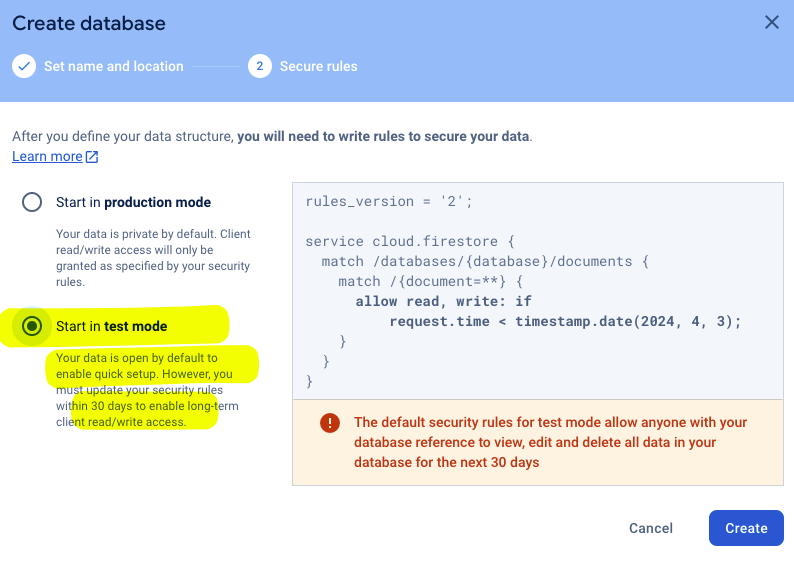 Create database
Set name and location
2
Secure rules
After you define your data structure, you will need to write rules to secure your data.
Learn more
Start in production mode
Your data is private by default. Client
read/write access will only be
granted as specified by your security
rules.
Start in test mode
Your data is open by default to
enable quick setup. However, you
must update your security rules
within 30 days to enable long-term
client read/write access.
rules_version = '2';
service cloud.firestore {
match /databases/{database}/documents {
match /{document=**} {
allow read, write: if
request.time < timestamp.date(2024, 4, 3);
}
}
}
The default security rules for test mode allow anyone with your
database reference to view, edit and delete all data in your
database for the next 30 days
Cancel
Create